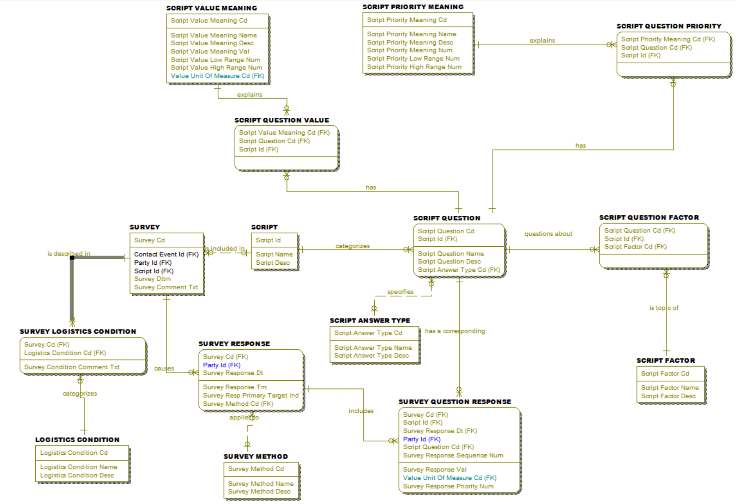 SCRIPT VALUE MEANING
Script Value Meaning Cd
Script Value Meaning Name
Script Value Meaning Desc
Script Value Meaning Val
Script Value Low Range Num
Script Value High Range Num
Value Unit Of Measure Cd (FK)
SCRIPT PRIORITY MEANING
Script Priority Meaning Cd
Script Priority Meaning Name
Script Priority Meaning Desc
Script Priority Meaning Num
Script Priority Low Range Num
Script Priority High Range Num
explains
SCRIPT QUESTION PRIORITY
Script Priority Meaning Cd (FK)
Script Question Cd (FK)
Script Id (FK)
explains
SCRIPT QUESTION VALUE
Script Value Meaning Cd (FK)
Script Question Cd (FK)
Script Id (FK)
has
has
SURVEY
Survey Cd
Contact Event Id (FK)
Party Id (FK)
Script Id (FK)
Survey Dttm
Survey Comment Txt
is included in
SCRIPT
Script Id
Script Name
Script Desc
categorizes
SCRIPT QUESTION
Script Question Cd
Script Id (FK)
Script Question Name
Script Question Desc
Script Answer Type Cd (FK)
questions about
SCRIPT QUESTION FACTOR
Script Question Cd (FK)
Script Id (FK)
Script Factor Cd (FK)
is described in
specifies
is topic of
SURVEY LOGISTICS CONDITION
Survey Cd (FK)
Logistics Condition Cd (FK)
Survey Condition Comment Txt
causes
SURVEY RESPONSE
Survey Cd (FK)
Party Id (FK)
Survey Response Dt
Survey Response Tm
Survey Resp Primary Target Ind
Survey Method Cd (FK)
SCRIPT ANSWER TYPE
Script Answer Type Cd
Script Answer Type Name
Script Answer Type Desc
has a corresponding
SCRIPT FACTOR
Script Factor Cd
Script Factor Name
Script Factor Desc
categorizes
applies to
includes
LOGISTICS CONDITION
Logistics Condition Cd
Logistics Condition Name
Logistics Condition Desc
SURVEY METHOD
Survey Method Cd
Survey Method Name
Survey Method Desc
SURVEY QUESTION RESPONSE
Survey Cd (FK)
Script Id (FK)
Survey Response Dt (FK)
Party Id (FK)
Script Question Cd (FK)
Survey Response Sequence Num
Survey Response Val
Value Unit Of Measure Cd (FK)
Survey Response Priority Num